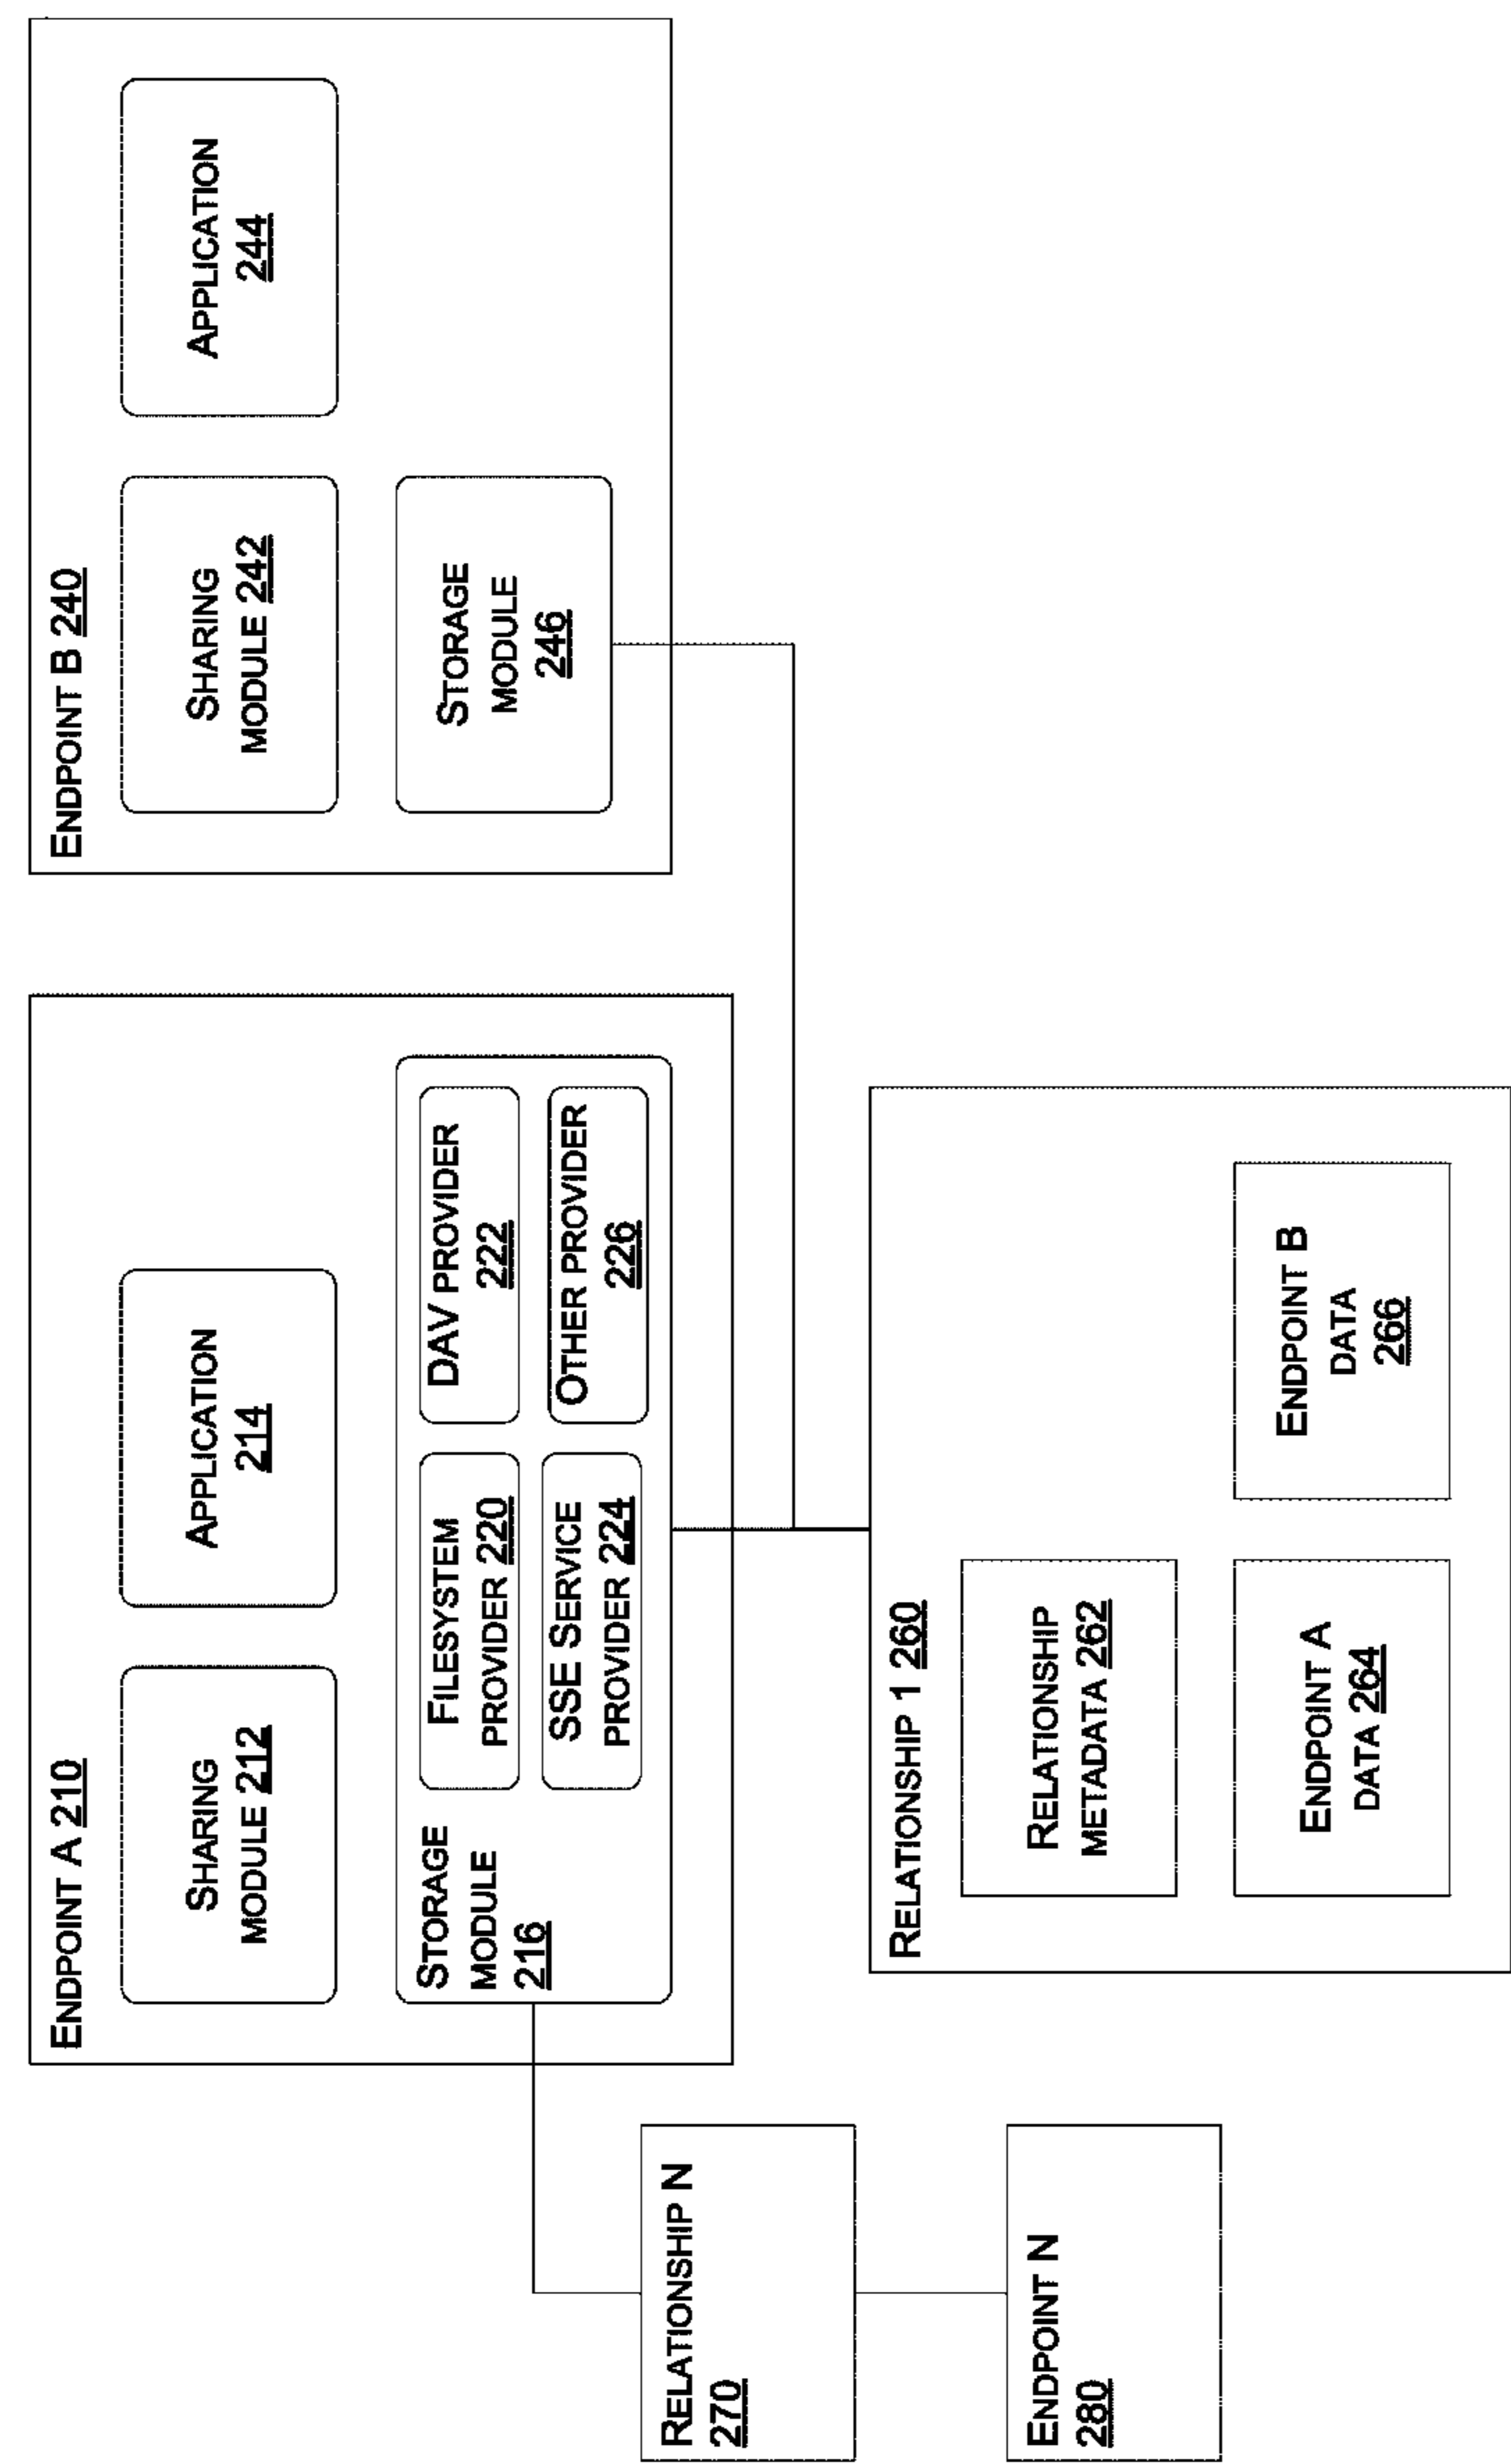 ENDPOINT A 210
SHARING
MODULE 212
APPLICATION
214
STORAGE
MODULE
216
FILESYSTEM
PROVIDER 220
DAV PROVIDER
222
SSE SERVICE
PROVIDER 224
OTHER PROVIDER
226
ENDPOINT B 240
SHARING
MODULE 242
APPLICATION
244
STORAGE
MODULE
246
RELATIONSHIP N
270
ENDPOINT N
280
RELATIONSHIP 1 260
RELATIONSHIP
METADATA 262
ENDPOINT A
DATA 264
ENDPOINT B
DATA
266